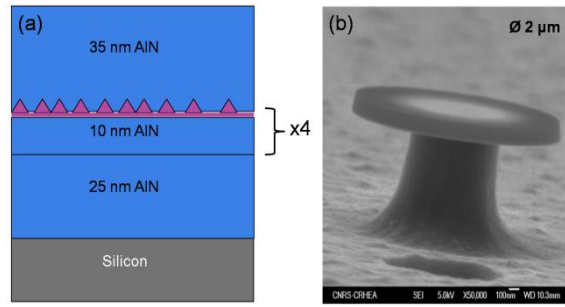 (a)
35 nm AlN
10 nm AlN
x4
25 nm AlN
Silicon
(b)
Ø 2 µm
CNRS-CRHEA SEI 5.0kV X50,000 100nm WD 10.3mm